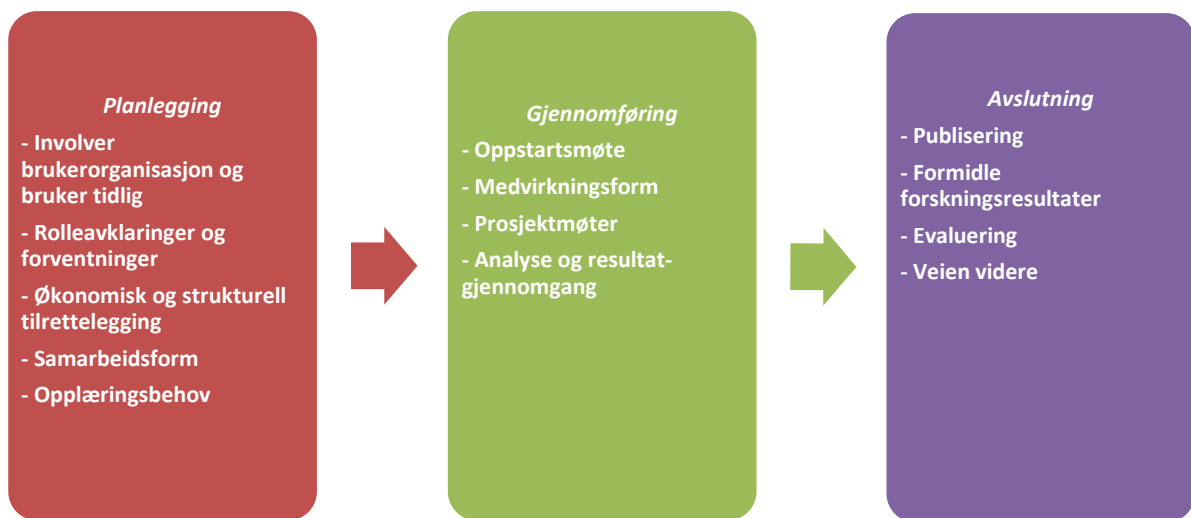 Planlegging
- Involver
brukerorganisasjon og
bruker tidlig
- Rolleavklaringer og
forventninger
- Økonomisk og strukturell
tilrettelegging
- Samarbeidsform
- Opplæringsbehov
Gjennomføring
- Oppstartsmøte
- Medvirkningsform
- Prosjektmøter
- Analyse og resultat-
gjennomgang
Avslutning
- Publisering
- Formidle
forskningsresultater
- Evaluering
- Veien videre